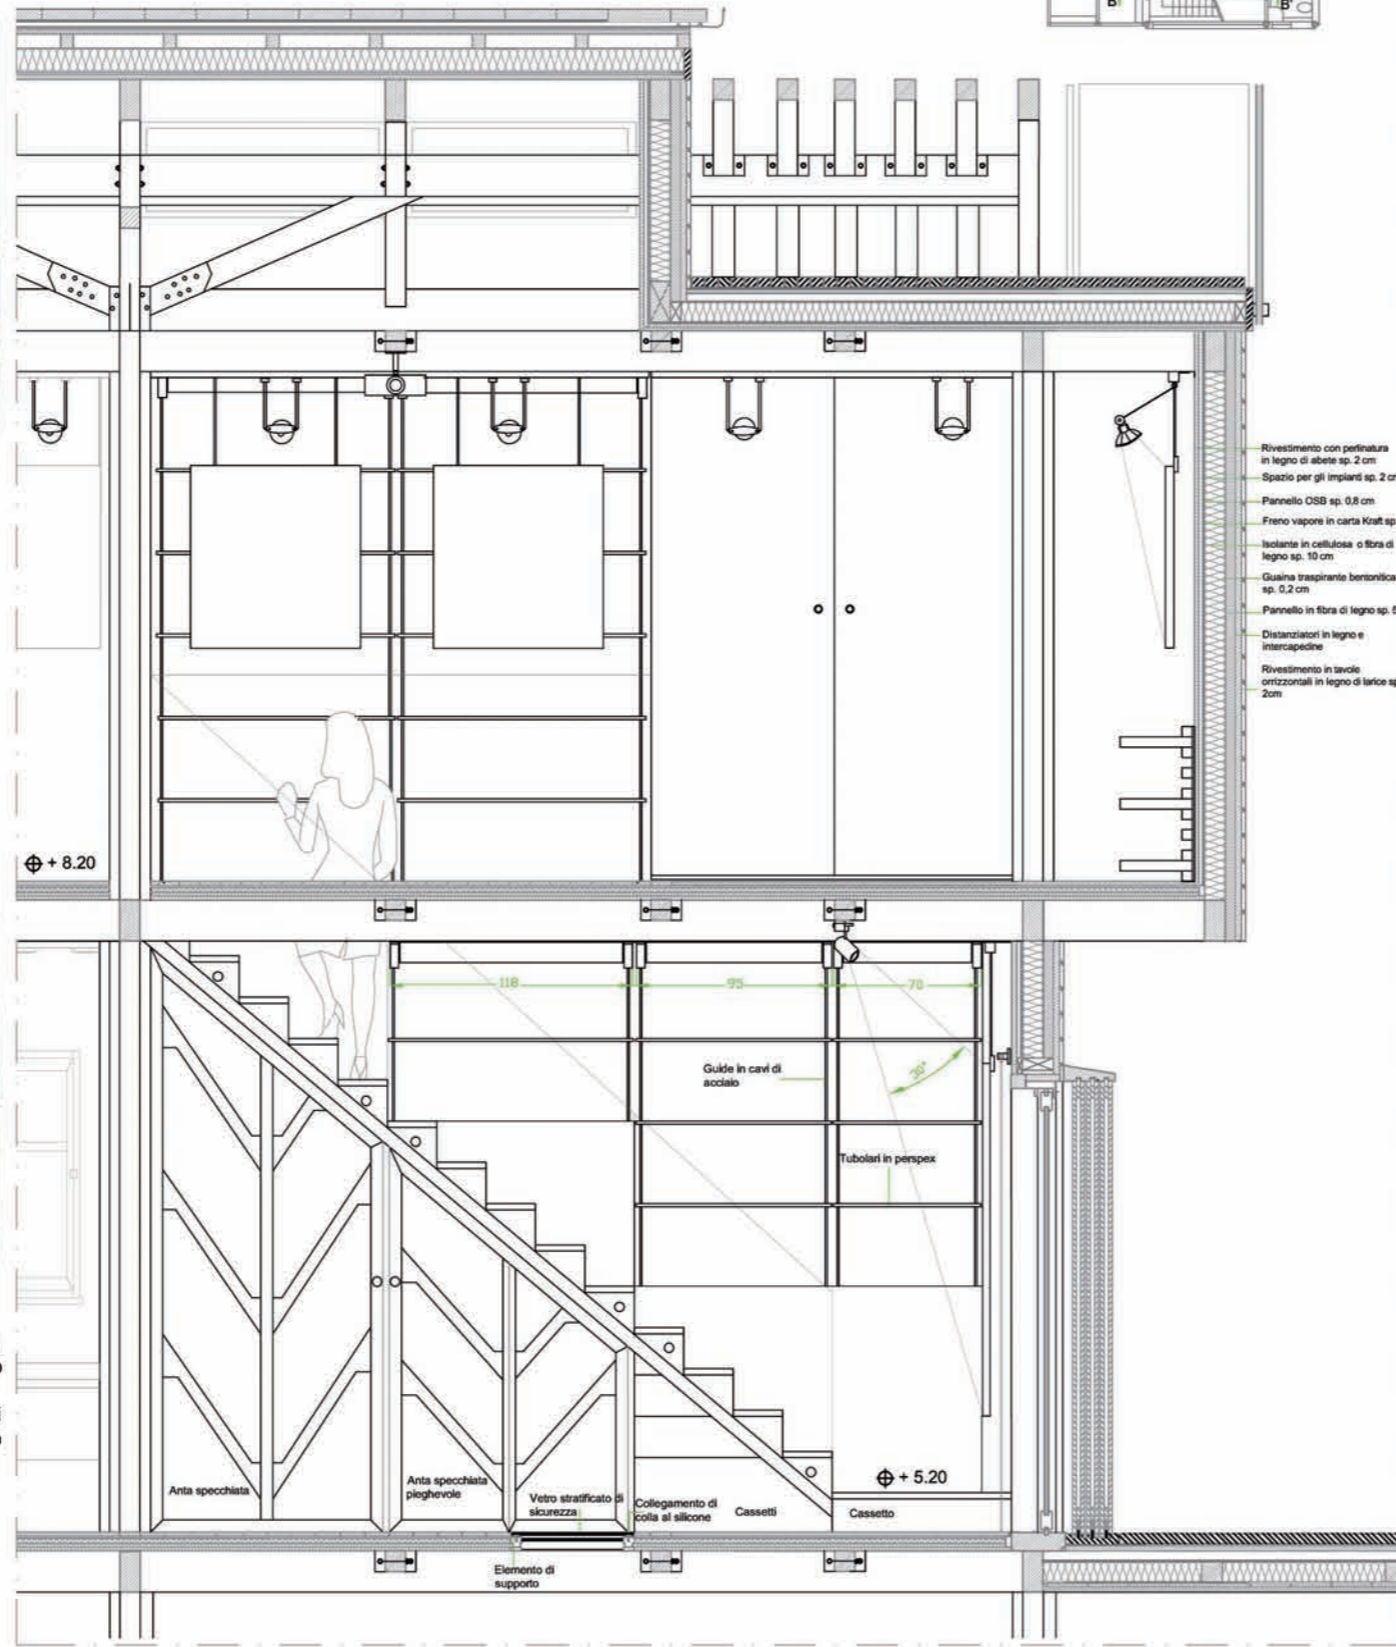 B'
B'
Rivestimento con perlinatura
in legno di abete sp. 2 cm
Spazio per gli impianti sp. 2 cm
Pannello OSB sp. 0,8 cm
Freno vapore in carta Kraft sp
Isolante in cellulosa o fibra di
legno sp. 10 cm
Guaina traspirante bentonitica
sp. 0,2 cm
Pannello in fibra di legno sp. 5
Distanziatori in legno e
intercapedine
Rivestimento in tavole
orrizontali in legno di larice sp
2cm
+ 8.20
118
95
70
Guide in cavi di
acciaio
30°
Tubolari in perspex
+ 5.20
Anta specchiata
Anta specchiata
pieghevole
Vetro stratificato di
sicurezza
Collegamento di
colla al silicone
Cassetti
Cassetto
Elemento di
supporto